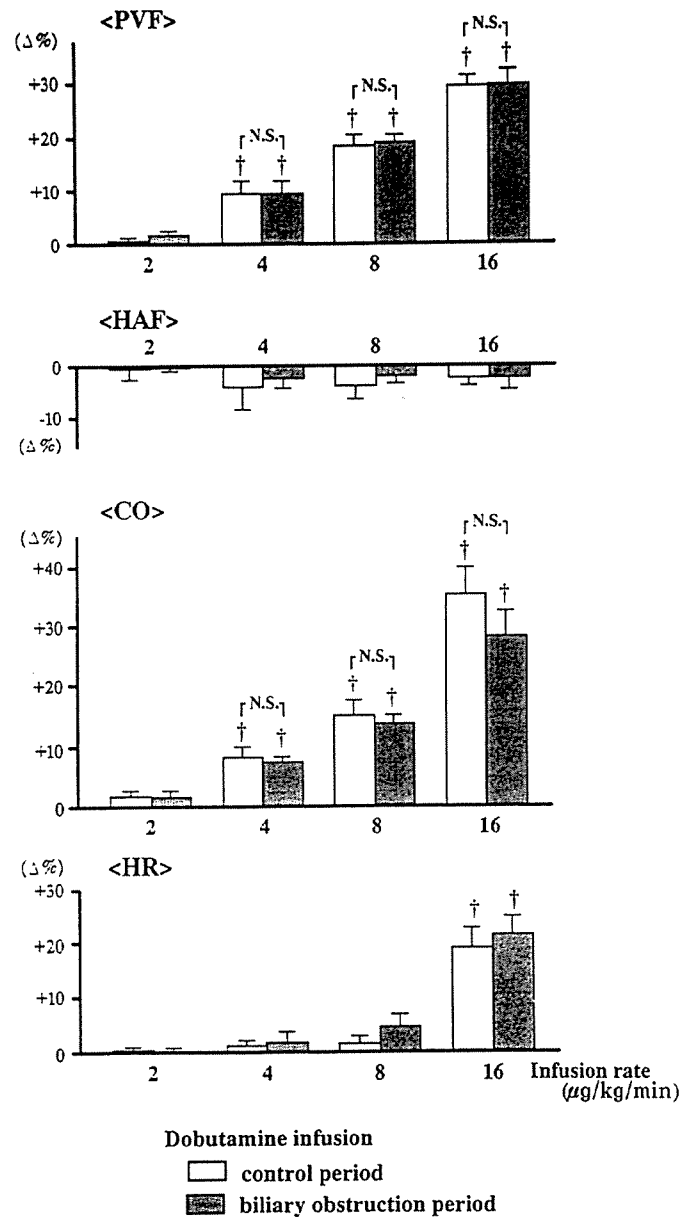 <PVF>
(Δ%)
N.S.
† †
+30
N.S.
† †
+20
N.S.
† †
+10
0
2 4 8 16
<HAF>
2 4 8 16
0
-10
(Δ%)
<CO>
(Δ%)
N.S.
† †
+40
+30
N.S.
† †
+20
N.S.
† †
+10
0
2 4 8 16
(Δ%)
<HR>
+30
† †
+20
+10
0
2 4 8 16 Infusion rate
(μg/kg/min)
Dobutamine infusion
control period
biliary obstruction period